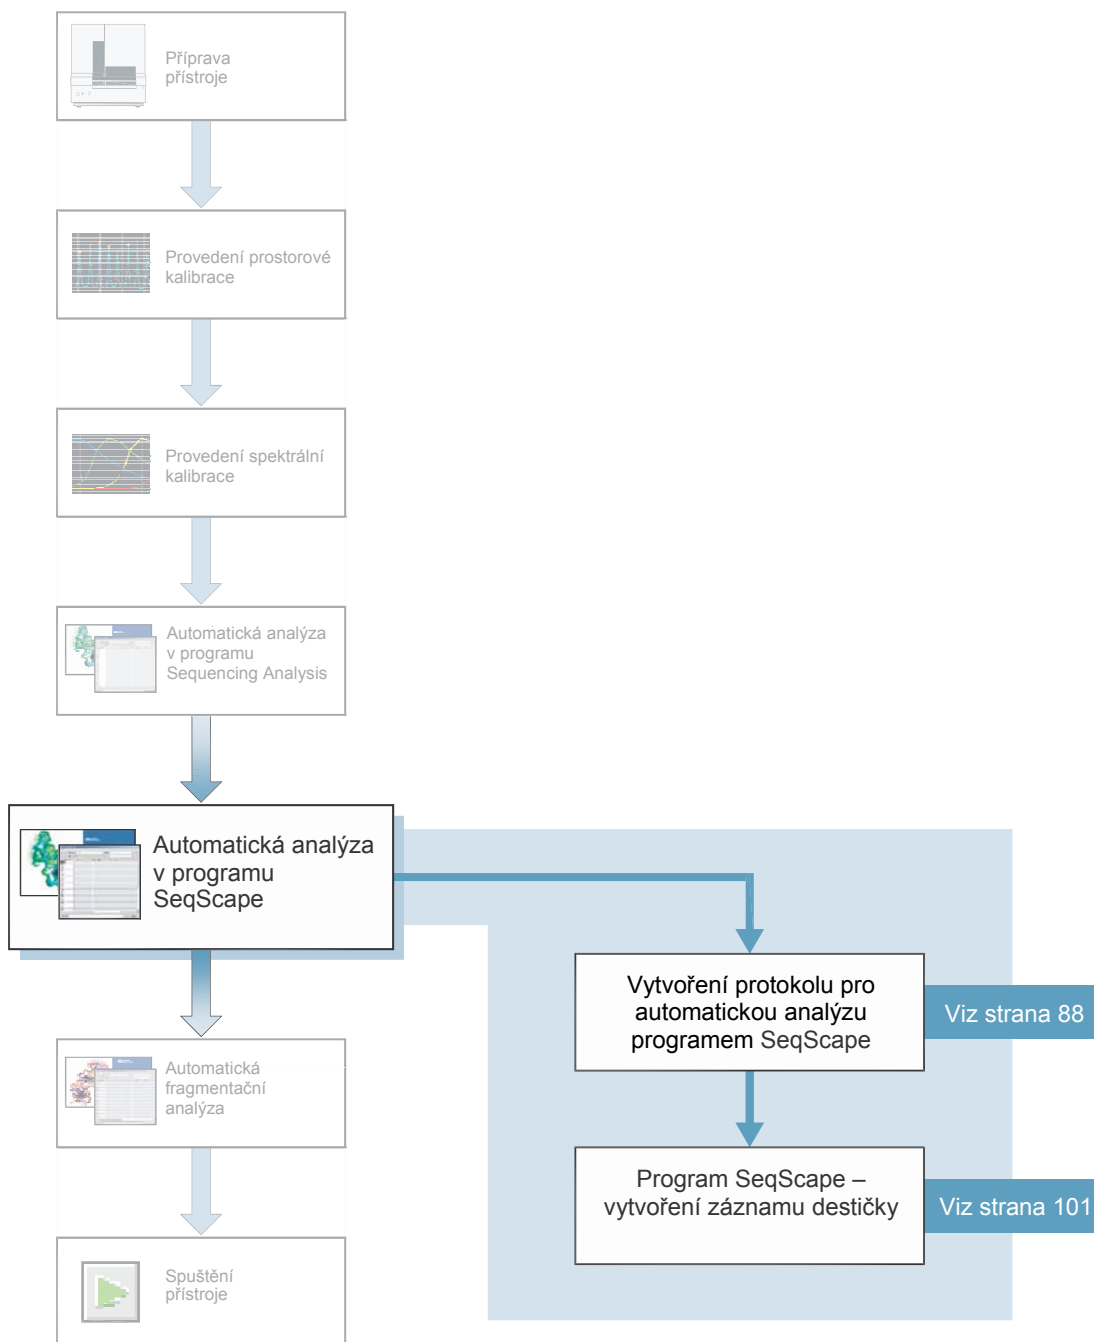 Příprava
přístroje
Provedení prostorové
kalibrace
Provedení spektrální
kalibrace
Automatická analýza
v programu
Sequencing Analysis
Automatická analýza
v programu
SeqScape
Vytvoření protokolu pro
automatickou analýzu
programem SeqScape
Viz strana 88
Program SeqScape –
vytvoření záznamu destičky
Viz strana 101
Automatická
fragmentační
analýza
Spuštění
přístroje